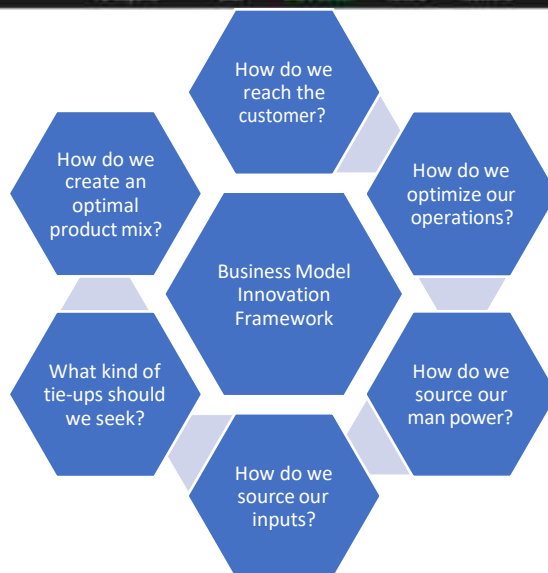 How do we
reach the
customer?
How do we
create an
optimal
product mix?
How do we
optimize our
operations?
Business Model
Innovation
Framework
What kind of
tie-ups should
we seek?
How do we
source our
man power?
How do we
source our
inputs?